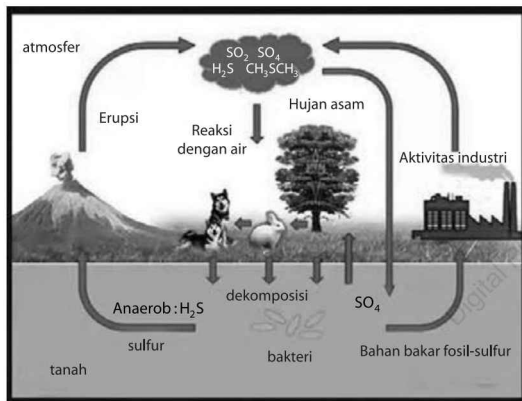 atmosfer
SO₂ SO₄
H₂S CH₃SCH₃
Erupsi
Hujan asam
Reaksi
dengan air
Aktivitas industri
Anaerob : H₂S
dekomposisi
SO₄
sulfur
bakteri
Bahan bakar fosil-sulfur
tanah
Digital